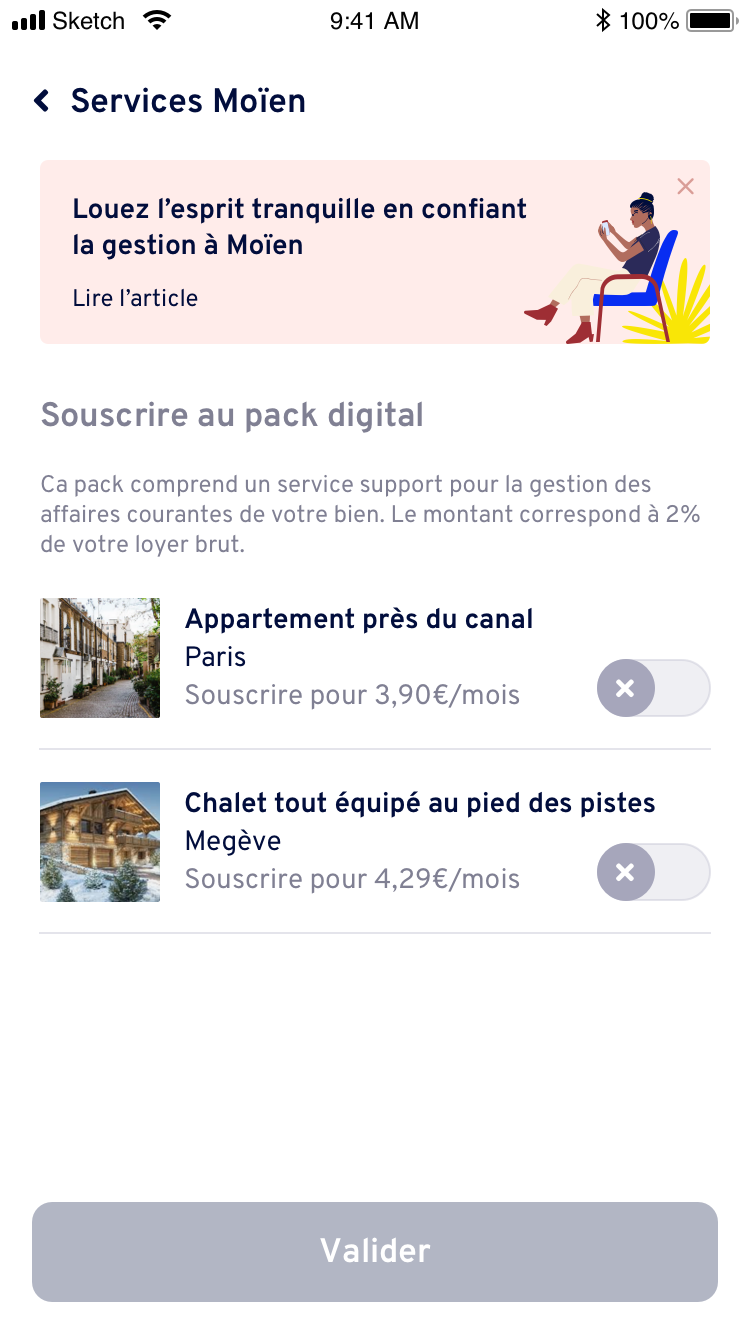 Sketch 9:41 AM 100%
Services Moïen
Louez l’esprit tranquille en confiant
la gestion à Moïen
Lire l’article
Souscrire au pack digital
Ca pack comprend un service support pour la gestion des
affaires courantes de votre bien. Le montant correspond à 2%
de votre loyer brut.
Appartement près du canal
Paris
Souscrire pour 3,90€/mois
Chalet tout équipé au pied des pistes
Megève
Souscrire pour 4,29€/mois
Valider